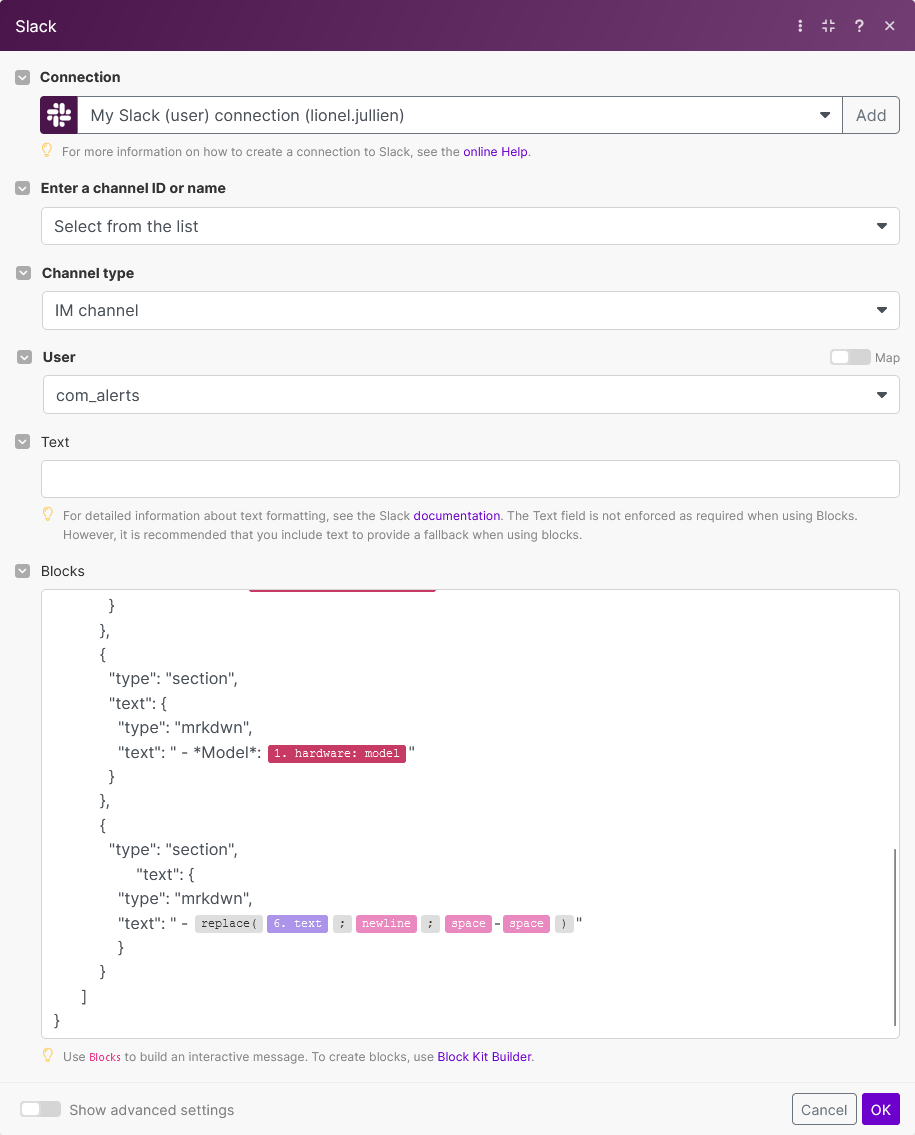 Slack
?
Connection
My Slack (user) connection (lionel.jullien)
Add
For more information on how to create a connection to Slack, see the online Help.
Enter a channel ID or name
Select from the list
Channel type
IM channel
User
Map
com_alerts
Text
For detailed information about text formatting, see the Slack documentation. The Text field is not enforced as required when using Blocks.
However, it is recommended that you include text to provide a fallback when using blocks.
Blocks
}
},
{
"type": "section",
"text": {
"type": "mrkdwn",
"text": " - *Model*: 1. hardware: model "
}
},
{
"type": "section",
"text": {
"type": "mrkdwn",
"text": " - replace( 6. text ; newline ; space - space ) "
}
}
]
}
Use Blocks to build an interactive message. To create blocks, use Block Kit Builder.
Show advanced settings
Cancel
OK